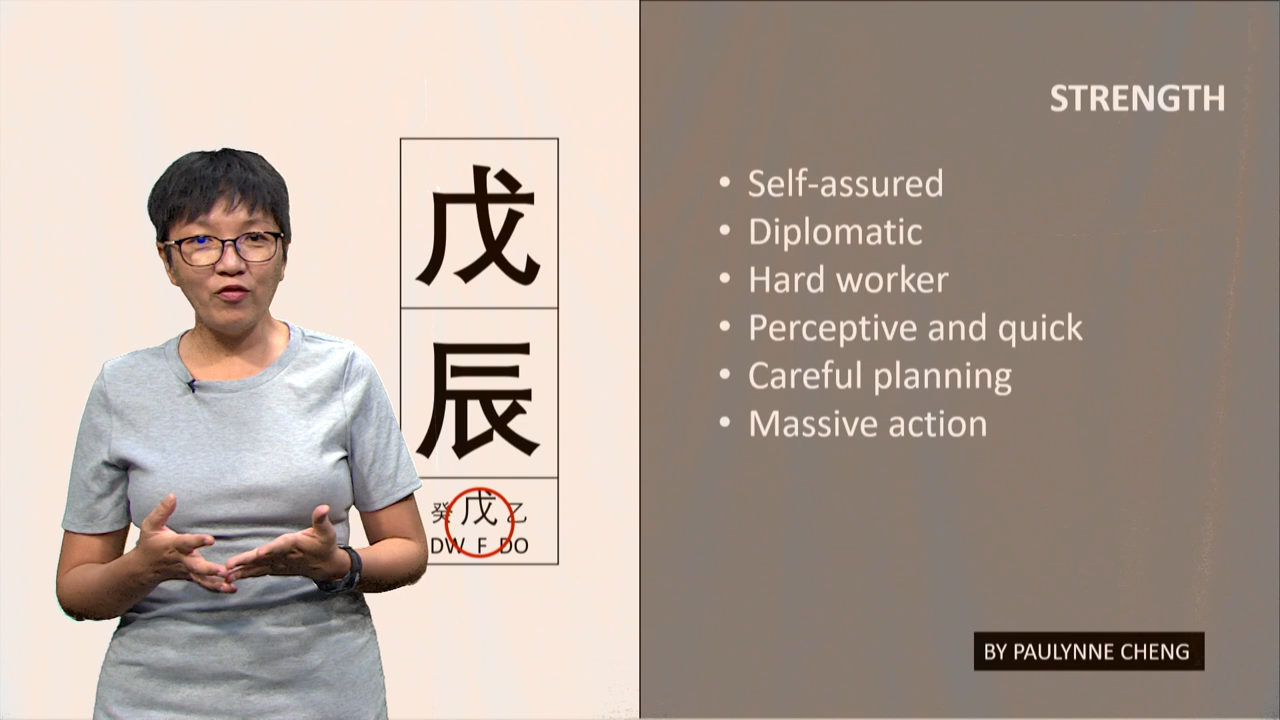 戊
辰
癸 戊 乙
DW F DO
STRENGTH
• Self-assured
• Diplomatic
• Hard worker
• Perceptive and quick
• Careful planning
• Massive action
BY PAULYNNE CHENG